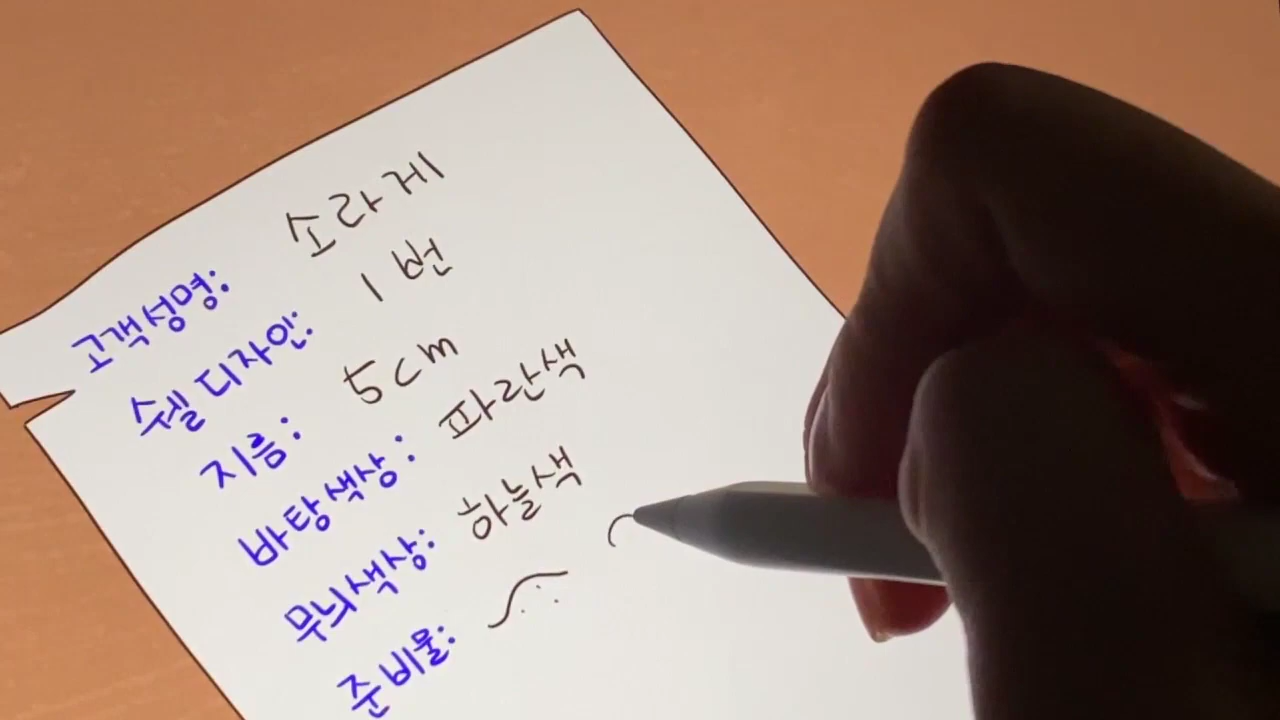 고객성명: 소라게
쉘 디자인: 1번
지름: 5cm
바탕색상: 파란색
무늬색상: 하늘색
준비물: